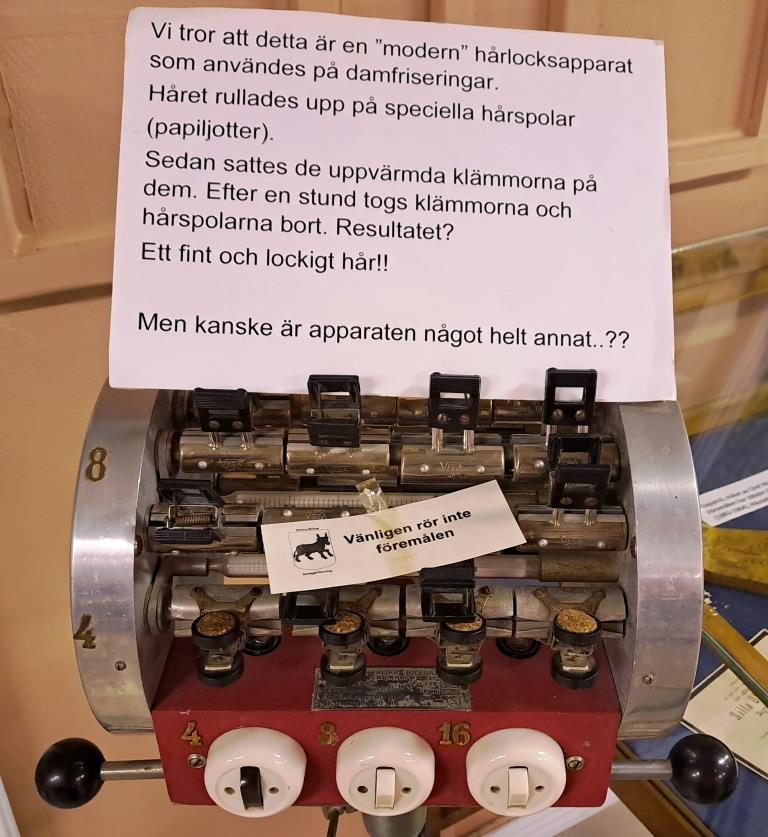 Vi tror att detta är en ”modern” hårlocksapparat
som användes på damfriseringar.
Håret rullades upp på speciella hårspolar
(papiljotter).
Sedan sattes de uppvärmda klämmorna på
dem. Efter en stund togs klämmorna och
hårspolarna bort. Resultatet?
Ett fint och lockigt hår!!
Men kanske är apparaten något helt annat..??
8
Vänligen rör inte
föremålen
4
4 8 16